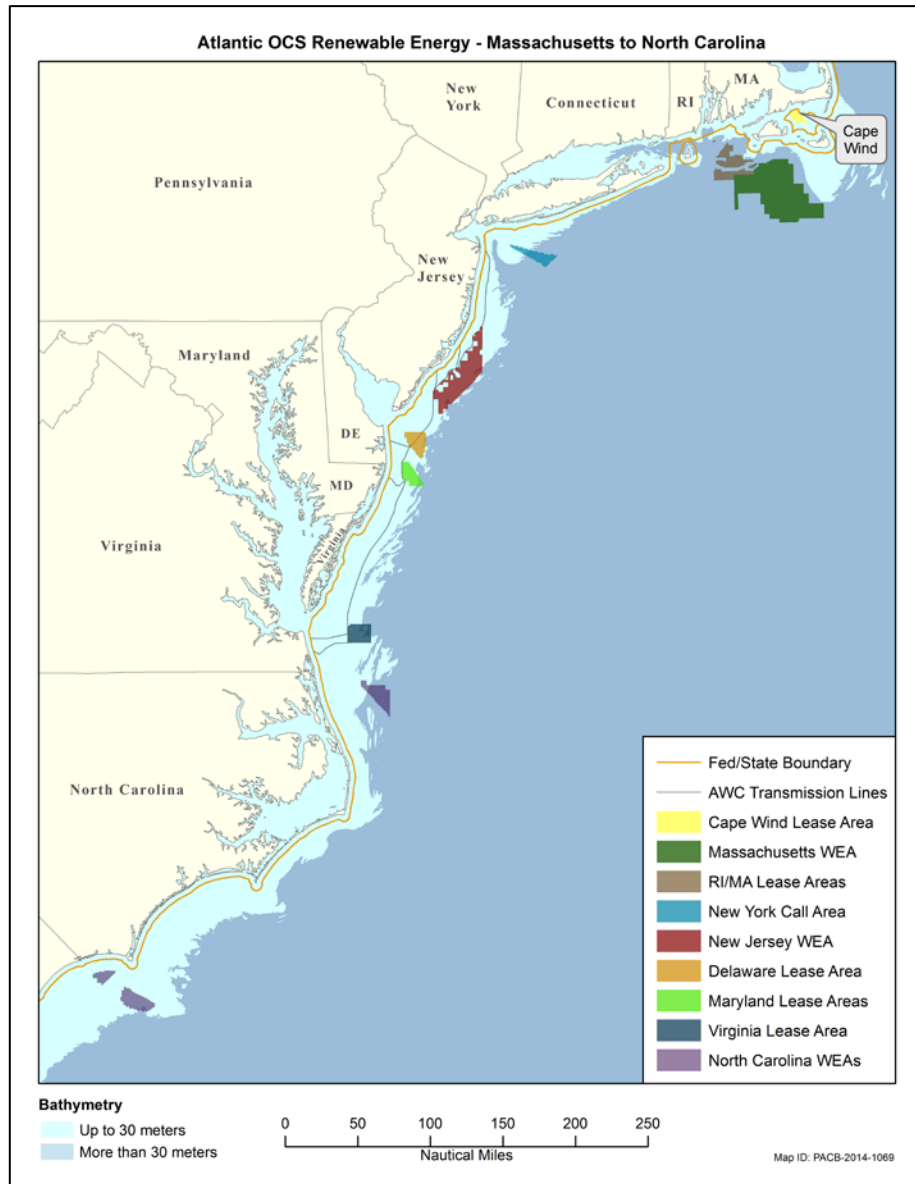 Atlantic OCS Renewable Energy - Massachusetts to North Carolina
New
York
Connecticut
RI
MA
Cape
Wind
Pennsylvania
New
Jersey
Maryland
DE
MD
Virginia
Virginia
North Carolina
Fed/State Boundary
AWC Transmission Lines
Cape Wind Lease Area
Massachusetts WEA
RI/MA Lease Areas
New York Call Area
New Jersey WEA
Delaware Lease Area
Maryland Lease Areas
Virginia Lease Area
North Carolina WEAs
Bathymetry
Up to 30 meters
More than 30 meters
0 50 100 150 200 250
Nautical Miles
Map ID: PACB-2014-1069